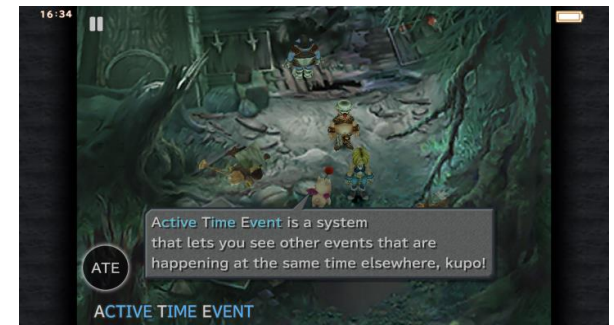 16:34
Active Time Event is a system
that lets you see other events that are
happening at the same time elsewhere, kupo!
ATE
ACTIVE TIME EVENT